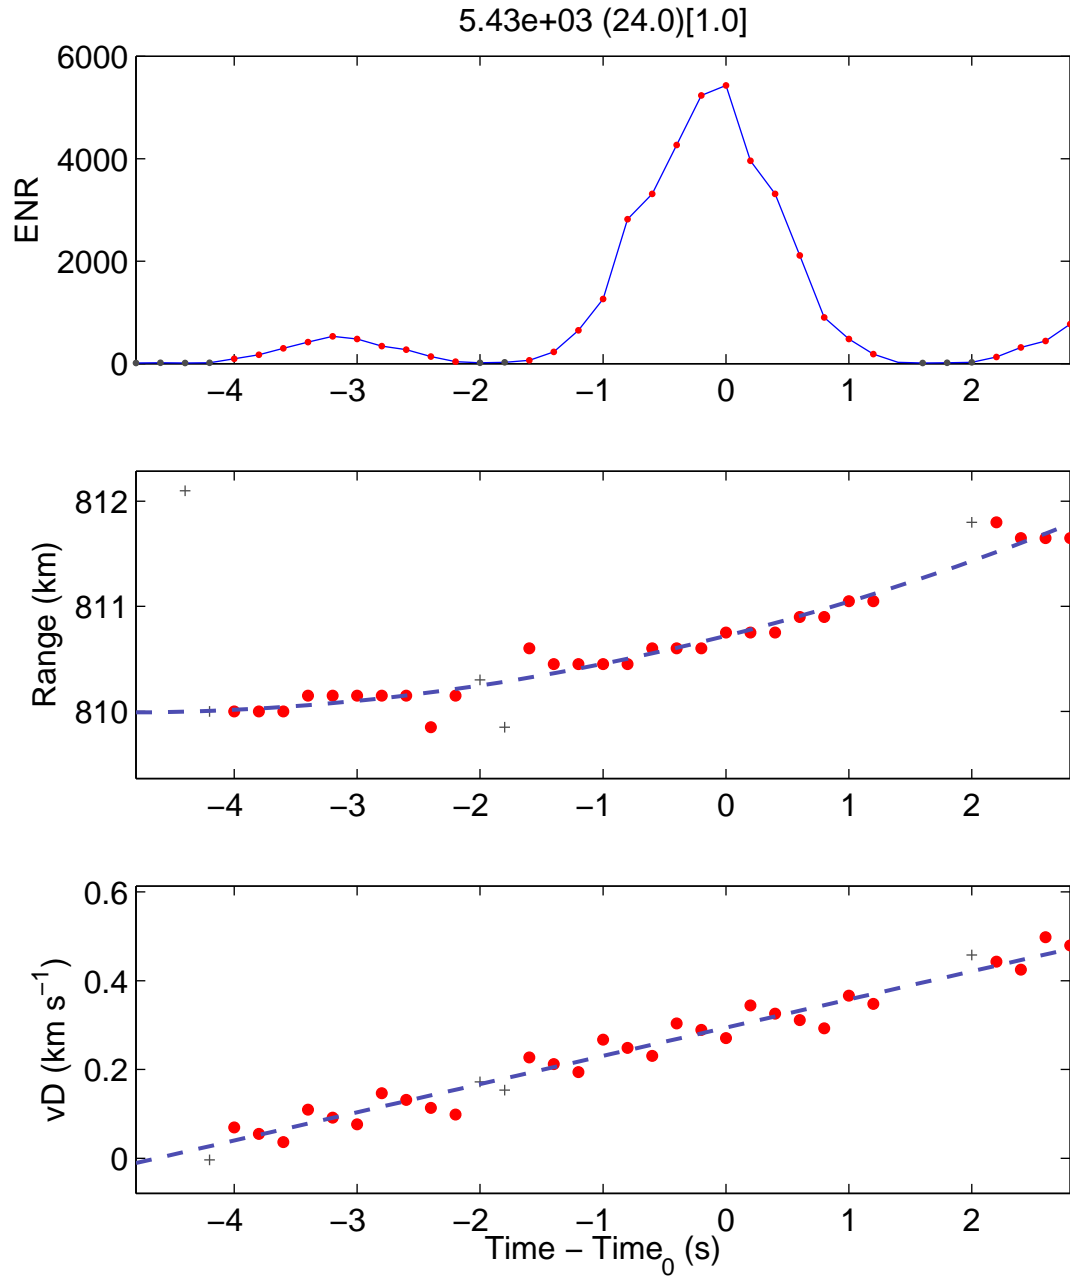 5.43e+03 (24.0)[1.0]
6000
4000
2000
0
ENR
−4 −3 −2 −1 0 1 2
812
811
810
Range (km)
−4 −3 −2 −1 0 1 2
0.6
0.4
0.2
0
vD (km s⁻¹)
−4 −3 −2 −1 0 1 2
Time − Time₀ (s)